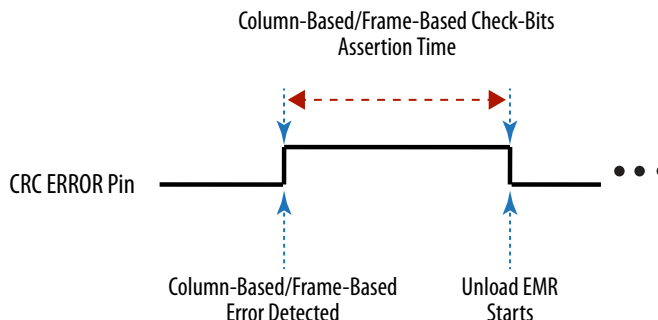 Column-Based/Frame-Based Check-Bits
Assertion Time
CRC ERROR Pin
Column-Based/Frame-Based
Error Detected
Unload EMR
Starts